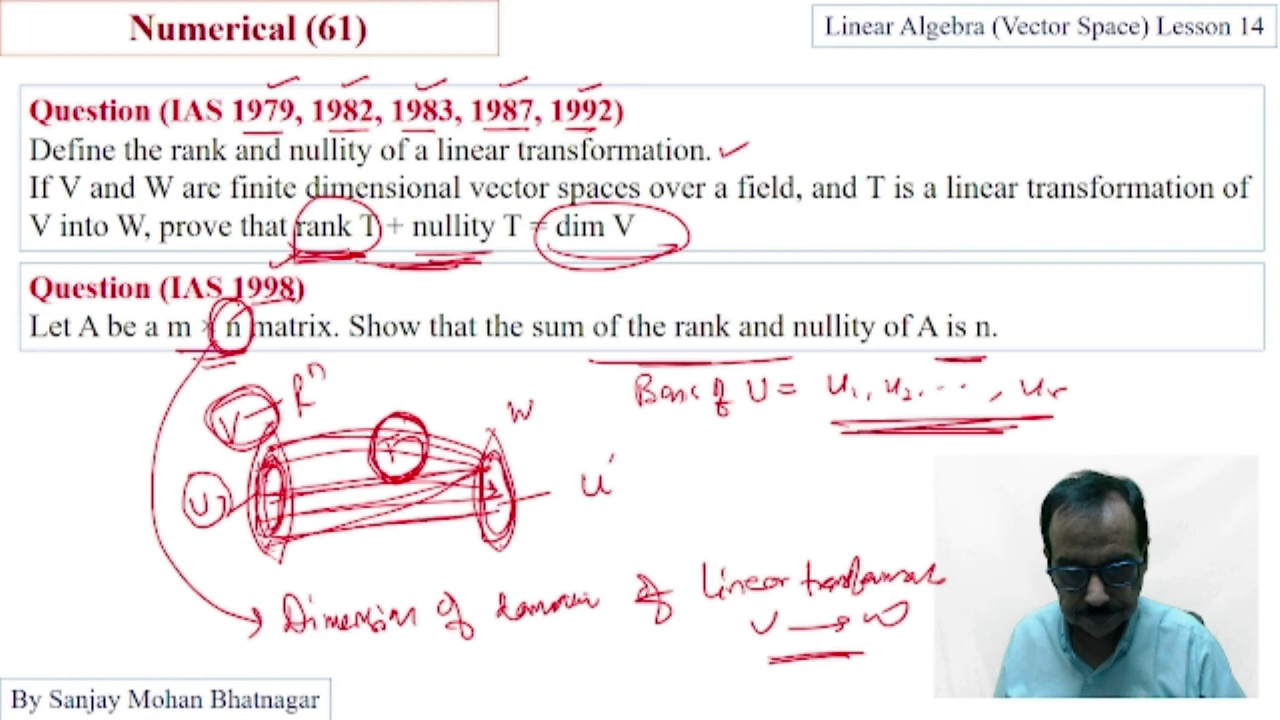 Numerical (61)
Linear Algebra (Vector Space) Lesson 14
Question (IAS 1979, 1982, 1983, 1987, 1992)
Define the rank and nullity of a linear transformation.
If V and W are finite dimensional vector spaces over a field, and T is a linear transformation of
V into W, prove that rank T + nullity T = dim V
Question (IAS 1998)
Let A be a m × n matrix. Show that the sum of the rank and nullity of A is n.
V R^n
W
T
U
U'
Basis of U = u₁, u₂, ..., uᵣ
Dimension of domain of Linear transformation
V → W
By Sanjay Mohan Bhatnagar